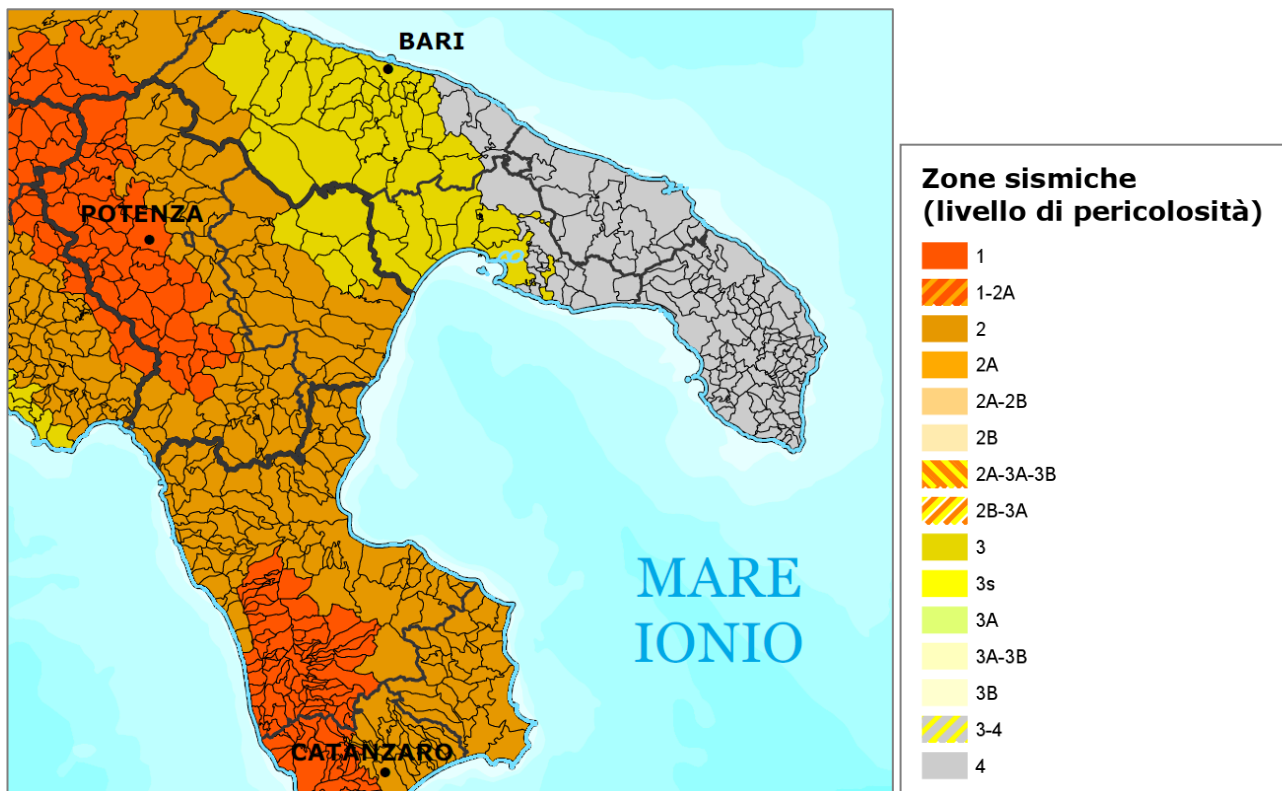 BARI
POTENZA
MARE
IONIO
CATANZARO
Zone sismiche
(livello di pericolosità)
1
1-2A
2
2A
2A-2B
2B
2A-3A-3B
2B-3A
3
3s
3A
3A-3B
3B
3-4
4